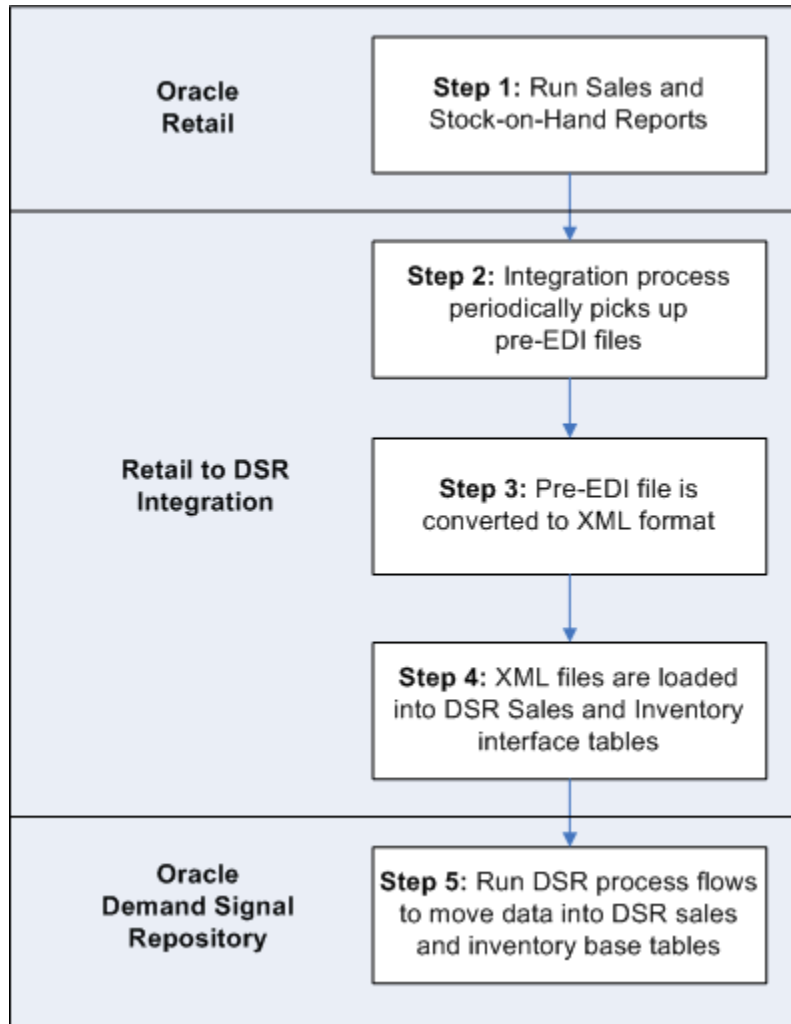 Oracle
Retail
Step 1: Run Sales and
Stock-on-Hand Reports
Retail to DSR
Integration
Step 2: Integration process
periodically picks up
pre-EDI files
Step 3: Pre-EDI file is
converted to XML format
Step 4: XML files are loaded
into DSR Sales and Inventory
interface tables
Oracle
Demand Signal
Repository
Step 5: Run DSR process flows
to move data into DSR sales
and inventory base tables